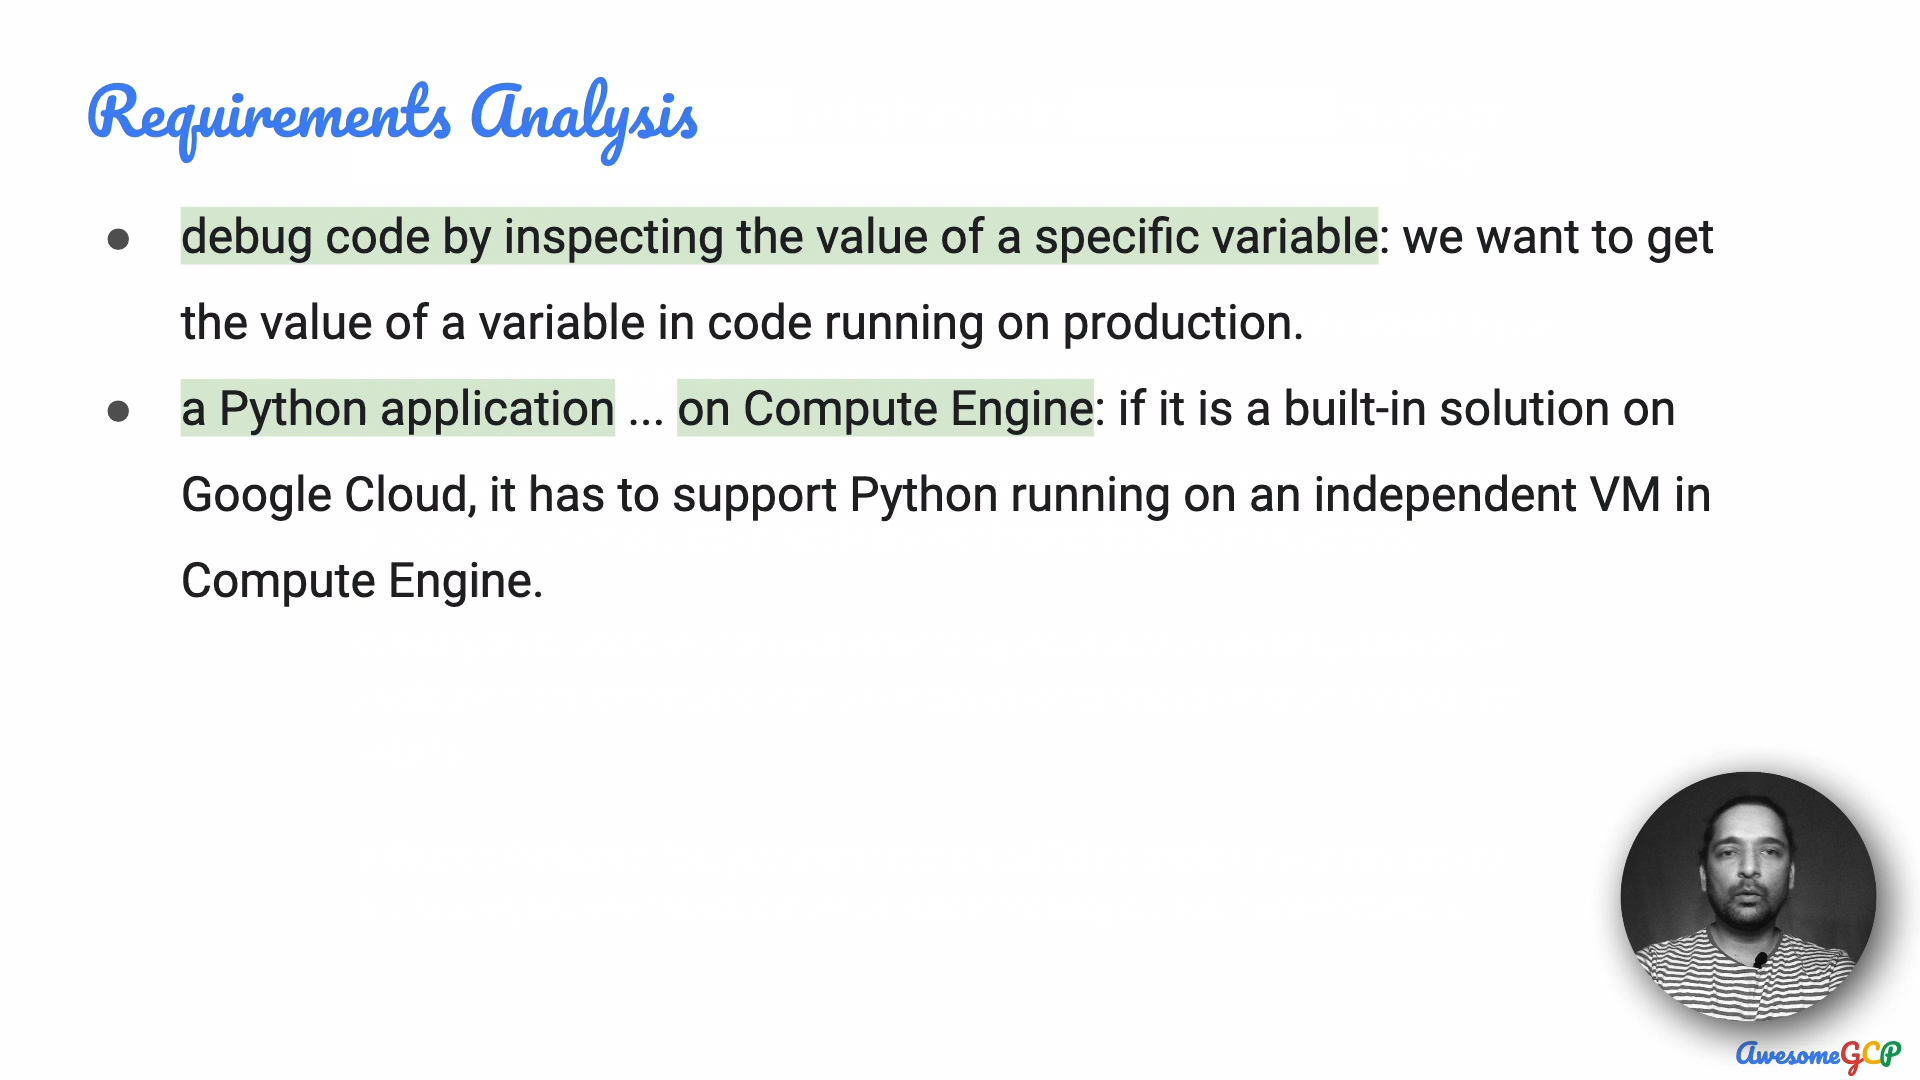 Requirements Analysis
● debug code by inspecting the value of a specific variable: we want to get
the value of a variable in code running on production.
● a Python application ... on Compute Engine: if it is a built-in solution on
Google Cloud, it has to support Python running on an independent VM in
Compute Engine.
AwesomeGCP